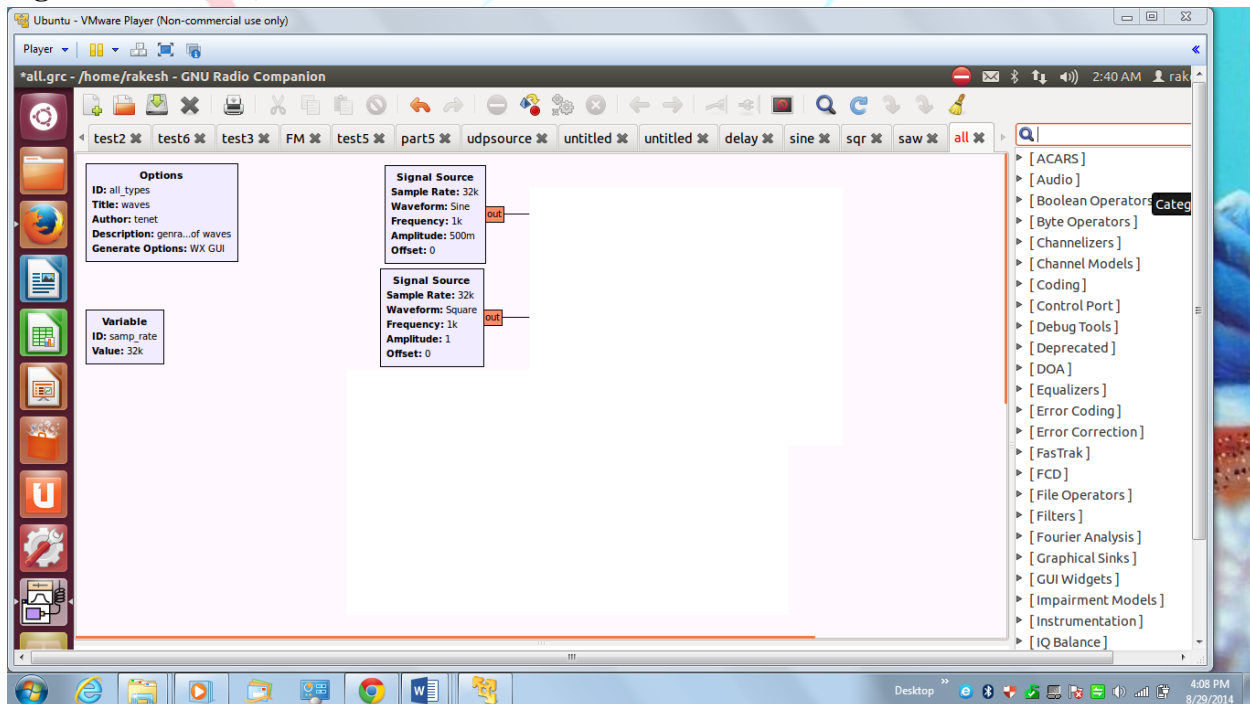 Ubuntu - VMware Player (Non-commercial use only)
Player
*all.grc - /home/rakesh - GNU Radio Companion
2:40 AM
test2
test6
test3
FM
test5
part5
udpsource
untitled
untitled
delay
sine
sqr
saw
all
Options
ID: all_types
Title: waves
Author: tenet
Description: genra...of waves
Generate Options: WX GUI
Variable
ID: samp_rate
Value: 32k
Signal Source
Sample Rate: 32k
Waveform: Sine
Frequency: 1k
Amplitude: 500m
Offset: 0
out
Signal Source
Sample Rate: 32k
Waveform: Square
Frequency: 1k
Amplitude: 1
Offset: 0
out
[ ACARS ]
[ Audio ]
[ Boolean Operators
Categ
[ Byte Operators ]
[ Channelizers ]
[ Channel Models ]
[ Coding ]
[ Control Port ]
[ Debug Tools ]
[ Deprecated ]
[ DOA ]
[ Equalizers ]
[ Error Coding ]
[ Error Correction ]
[ FasTrak ]
[ FCD ]
[ File Operators ]
[ Filters ]
[ Fourier Analysis ]
[ Graphical Sinks ]
[ GUI Widgets ]
[ Impairment Models ]
[ Instrumentation ]
[ IQ Balance ]
Desktop
4:08 PM
8/29/2014